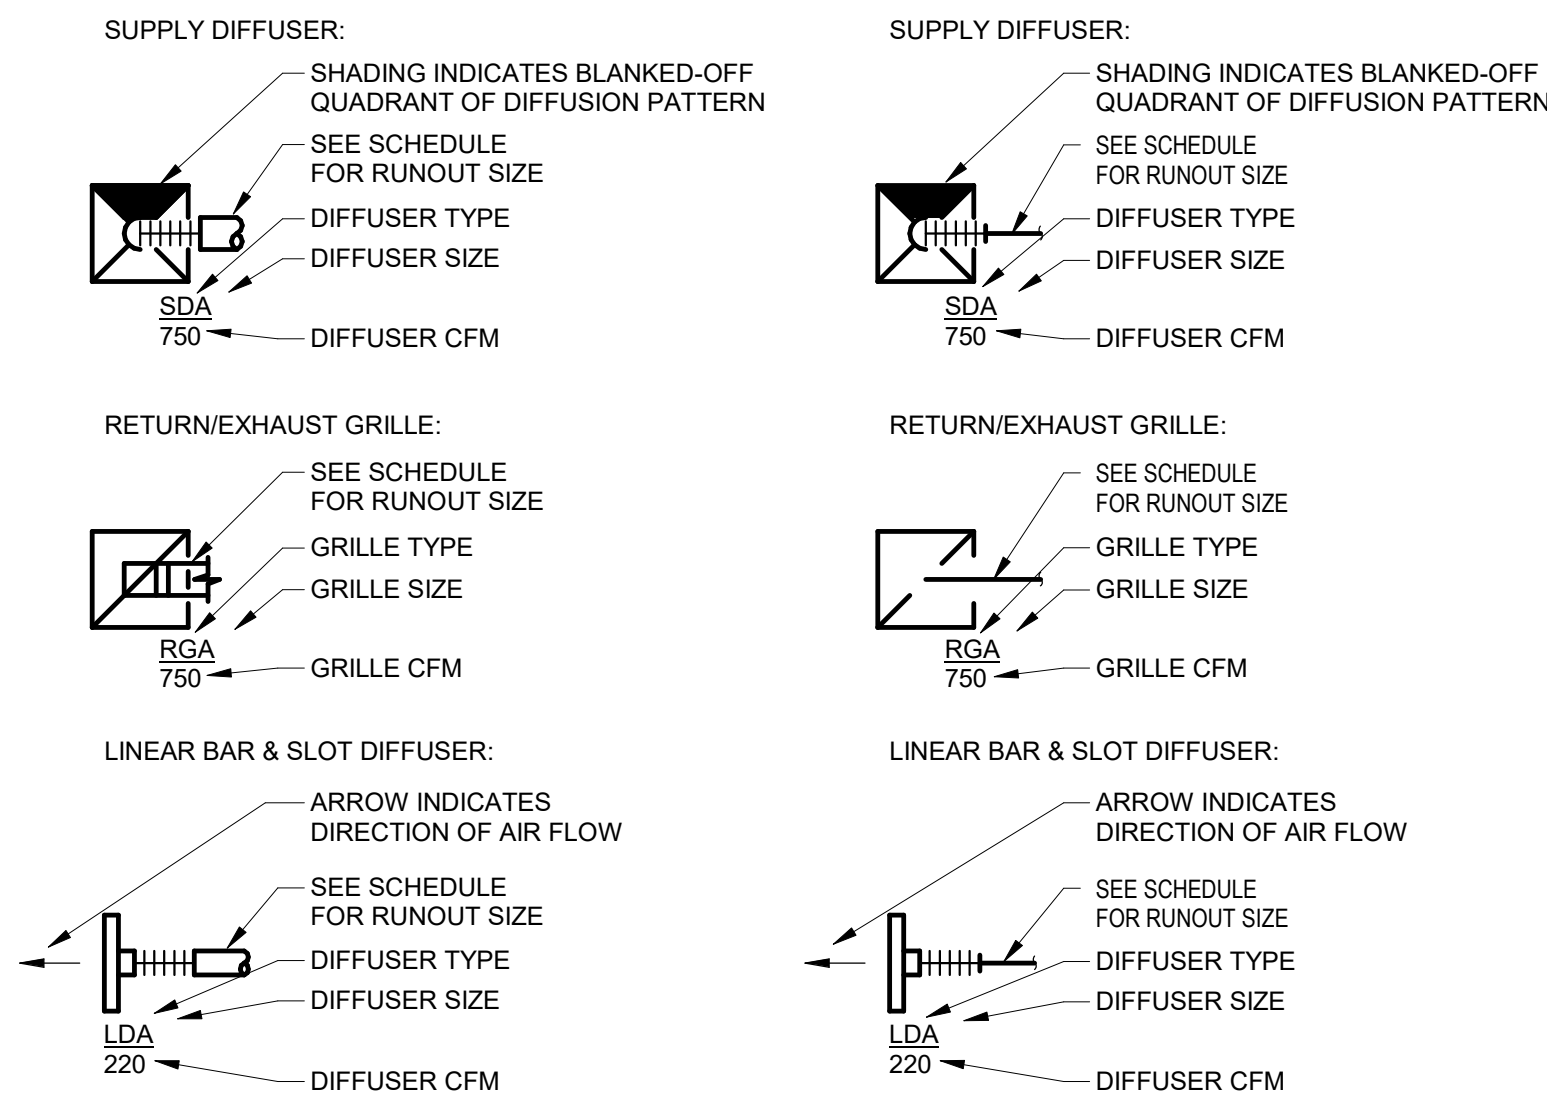 SUPPLY DIFFUSER:
SHADING INDICATES BLANKED-OFF
QUADRANT OF DIFFUSION PATTERN
SEE SCHEDULE
FOR RUNOUT SIZE
DIFFUSER TYPE
DIFFUSER SIZE
SDA
750
DIFFUSER CFM
RETURN/EXHAUST GRILLE:
SEE SCHEDULE
FOR RUNOUT SIZE
GRILLE TYPE
GRILLE SIZE
RGA
750
GRILLE CFM
LINEAR BAR & SLOT DIFFUSER:
ARROW INDICATES
DIRECTION OF AIR FLOW
SEE SCHEDULE
FOR RUNOUT SIZE
DIFFUSER TYPE
DIFFUSER SIZE
LDA
220
DIFFUSER CFM
SUPPLY DIFFUSER:
SHADING INDICATES BLANKED-OFF
QUADRANT OF DIFFUSION PATTERN
SEE SCHEDULE
FOR RUNOUT SIZE
DIFFUSER TYPE
DIFFUSER SIZE
SDA
750
DIFFUSER CFM
RETURN/EXHAUST GRILLE:
SEE SCHEDULE
FOR RUNOUT SIZE
GRILLE TYPE
GRILLE SIZE
RGA
750
GRILLE CFM
LINEAR BAR & SLOT DIFFUSER:
ARROW INDICATES
DIRECTION OF AIR FLOW
SEE SCHEDULE
FOR RUNOUT SIZE
DIFFUSER TYPE
DIFFUSER SIZE
LDA
220
DIFFUSER CFM